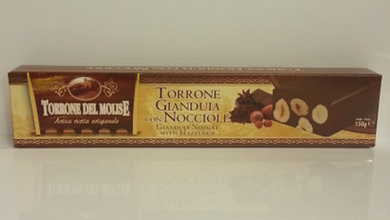 TORRONE DEL MOLISE
Antica ricetta artigianale
TORRONE
GIANDUIA
CON NOCCIOLE
GIANDUIA NOUGAT
WITH HAZELNUT
150g